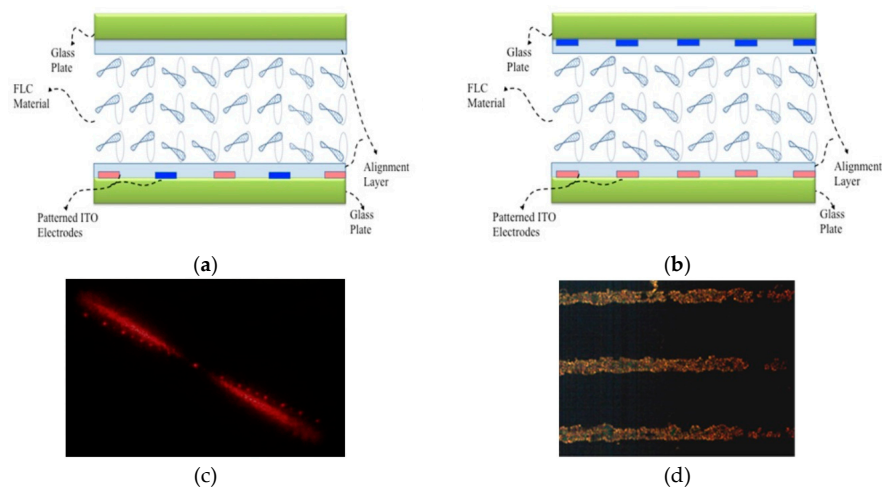 Glass
Plate
FLC
Material
Patterned ITO
Electrodes
Alignment
Layer
Glass
Plate
(a)
Glass
Plate
FLC
Material
Patterned ITO
Electrodes
Alignment
Layer
Glass
Plate
(b)
(c)
(d)